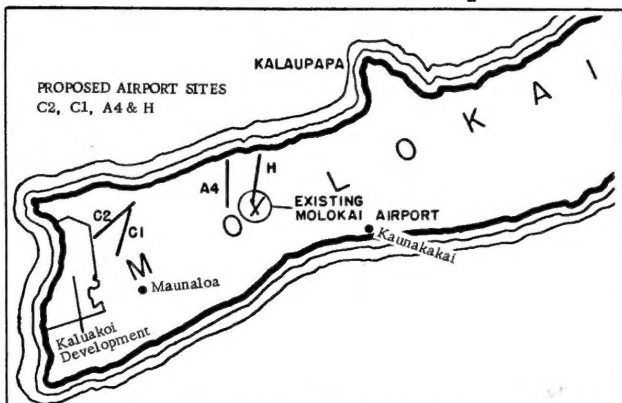 KALAUPAPA
PROPOSED AIRPORT SITES
C2, C1, A4 & H
M O L O K A I
H
A4
EXISTING
MOLOKAI AIRPORT
C2
C1
Kaunakakai
Maunaloa
Kaluakoi
Development